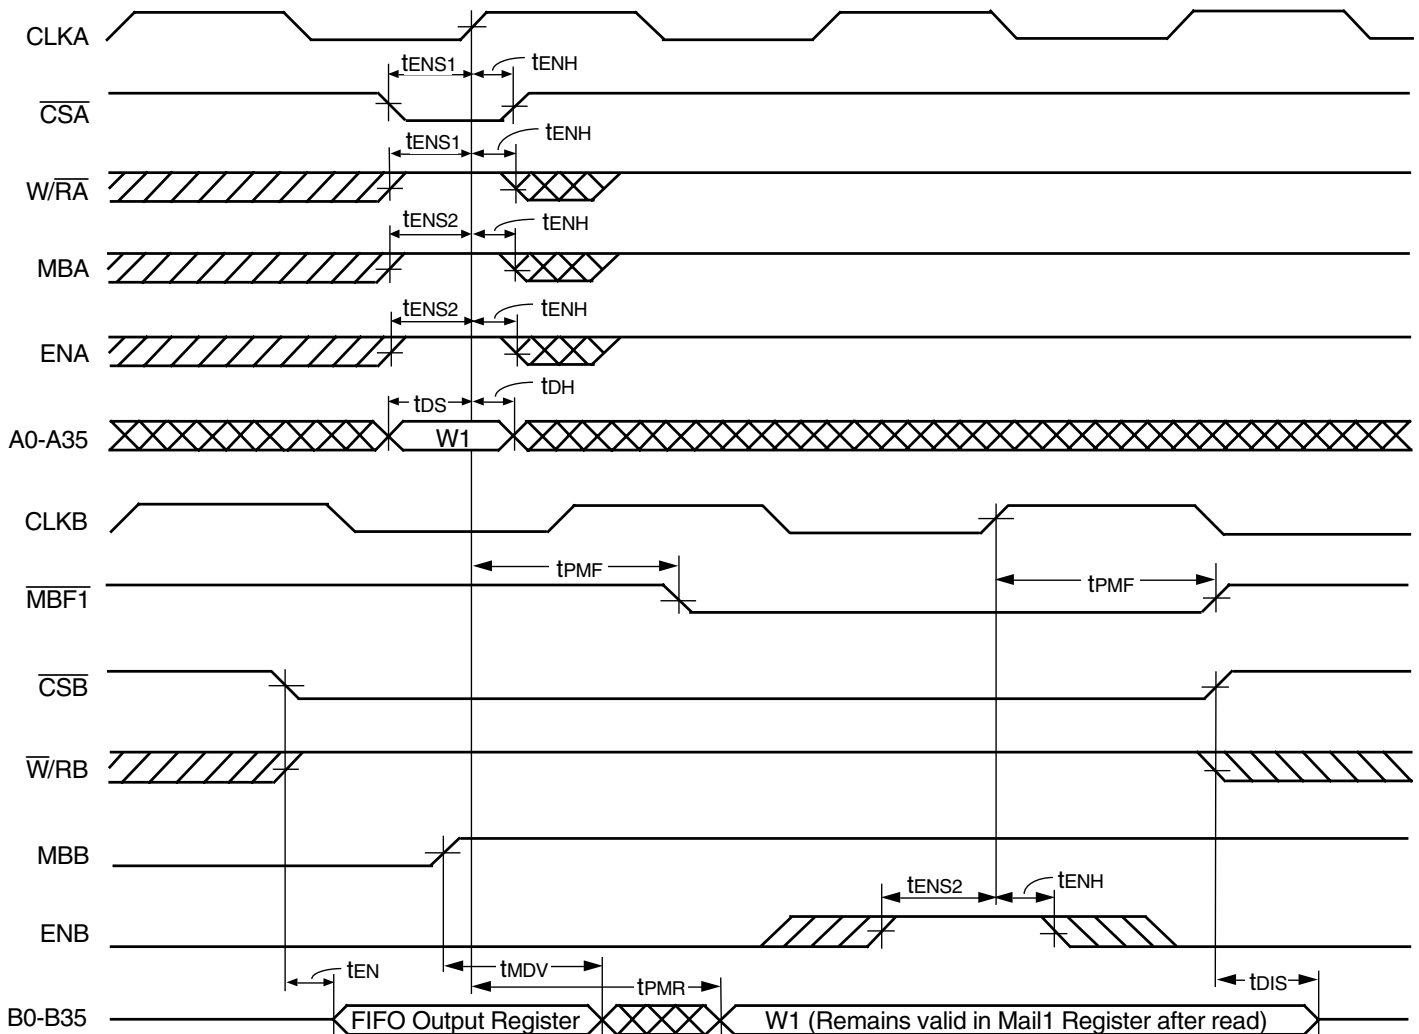 CLKA
tENS1 tENH
CSA
tENS1 tENH
W/RA
tENS2 tENH
MBA
tENS2 tENH
ENA
tDS tDH
A0-A35 W1
CLKB
tPMF tPMF
MBF1
CSB
W/RB
MBB
tENS2 tENH
ENB
tEN tMDV tPMR tDIS
B0-B35 FIFO Output Register W1 (Remains valid in Mail1 Register after read)